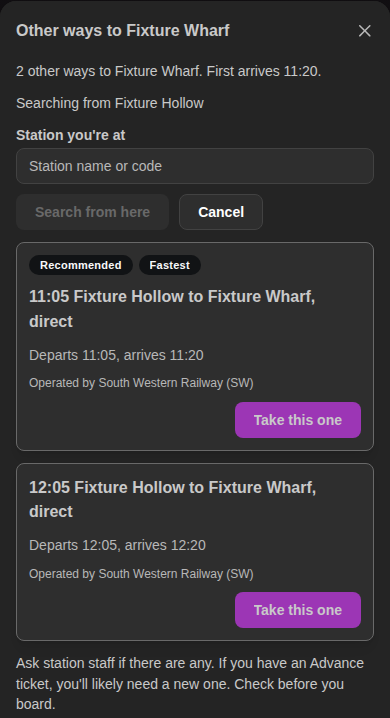 Other ways to Fixture Wharf
2 other ways to Fixture Wharf. First arrives 11:20.
Searching from Fixture Hollow
Station you're at
Station name or code
Search from here
Cancel
Recommended
Fastest
11:05 Fixture Hollow to Fixture Wharf,
direct
Departs 11:05, arrives 11:20
Operated by South Western Railway (SW)
Take this one
12:05 Fixture Hollow to Fixture Wharf,
direct
Departs 12:05, arrives 12:20
Operated by South Western Railway (SW)
Take this one
Ask station staff if there are any. If you have an Advance
ticket, you'll likely need a new one. Check before you
board.